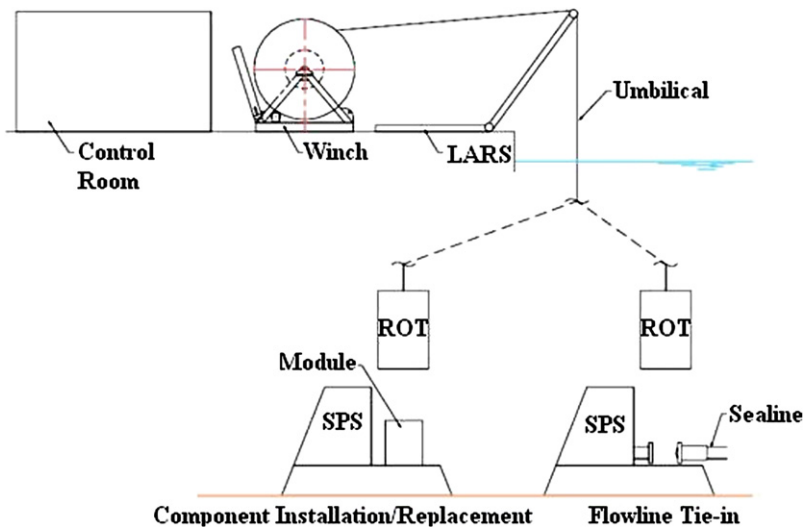 Umbilical
Control
Room
Winch
LARS
ROT
ROT
Module
SPS
SPS
Sealine
Component Installation/Replacement
Flowline Tie-in